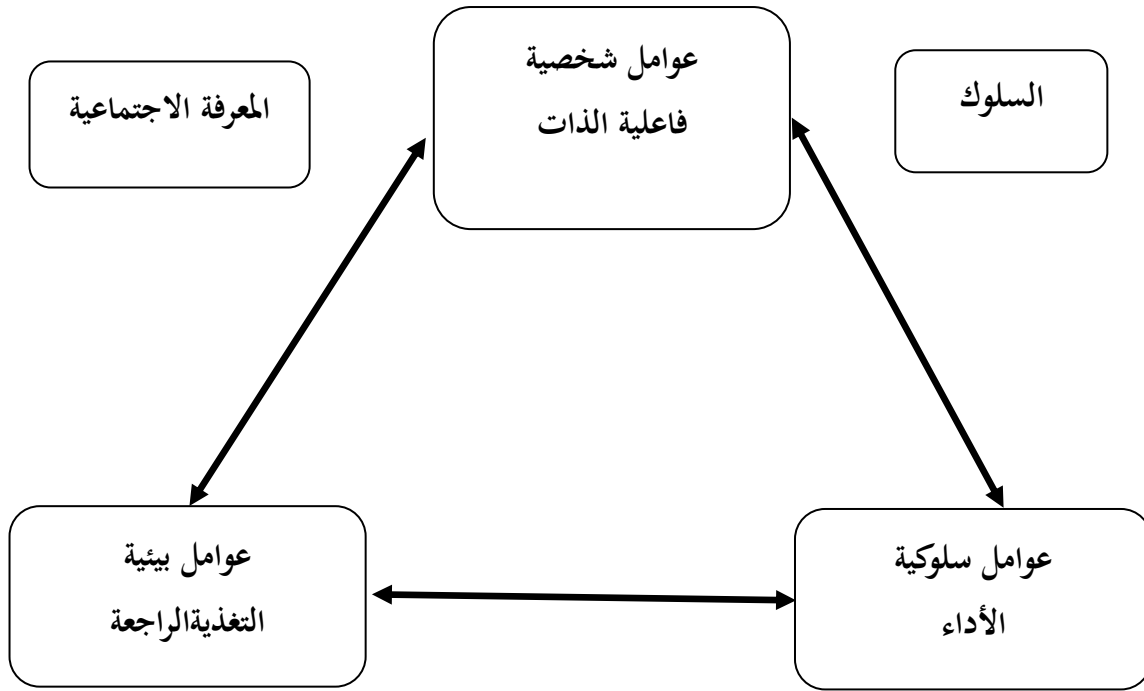 عوامل شخصية
فاعلية الذات
السلوك
المعرفة الاجتماعية
عوامل سلوكية
الأداء
عوامل بيئية
التغذيةالراجعة